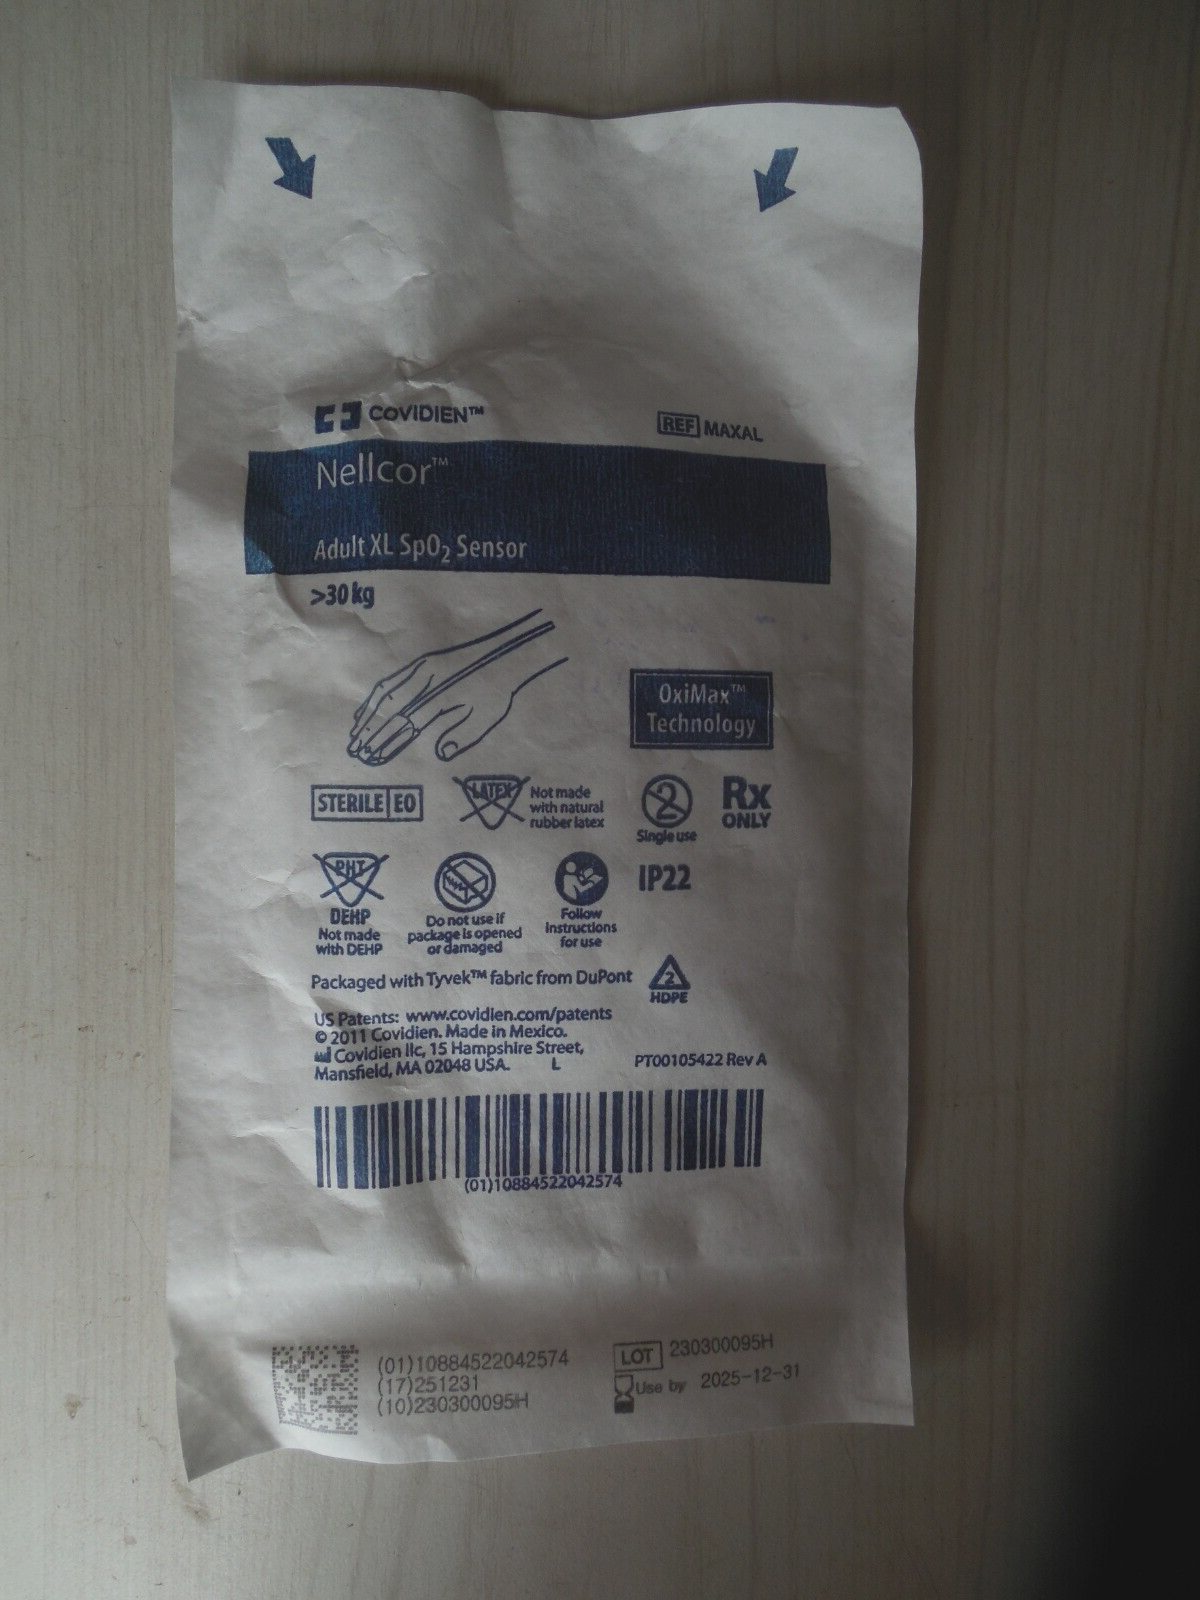 COVIDIEN™
REF MAXAL
Nellcor™
Adult XL SpO₂ Sensor
>30 kg
OxiMax™
Technology
STERILE EO
LATEX
Not made
with natural
rubber latex
2
Single use
Rx
ONLY
PHT
DEHP
Not made
with DEHP
Do not use if
package is opened
or damaged
Follow
instructions
for use
IP22
Packaged with Tyvek™ fabric from DuPont
2
HDPE
US Patents: www.covidien.com/patents
© 2011 Covidien. Made in Mexico.
Covidien llc, 15 Hampshire Street,
Mansfield, MA 02048 USA. L
PT00105422 Rev A
(01)10884522042574
(01)10884522042574
(17)251231
(10)230300095H
LOT 230300095H
Use by 2025-12-31